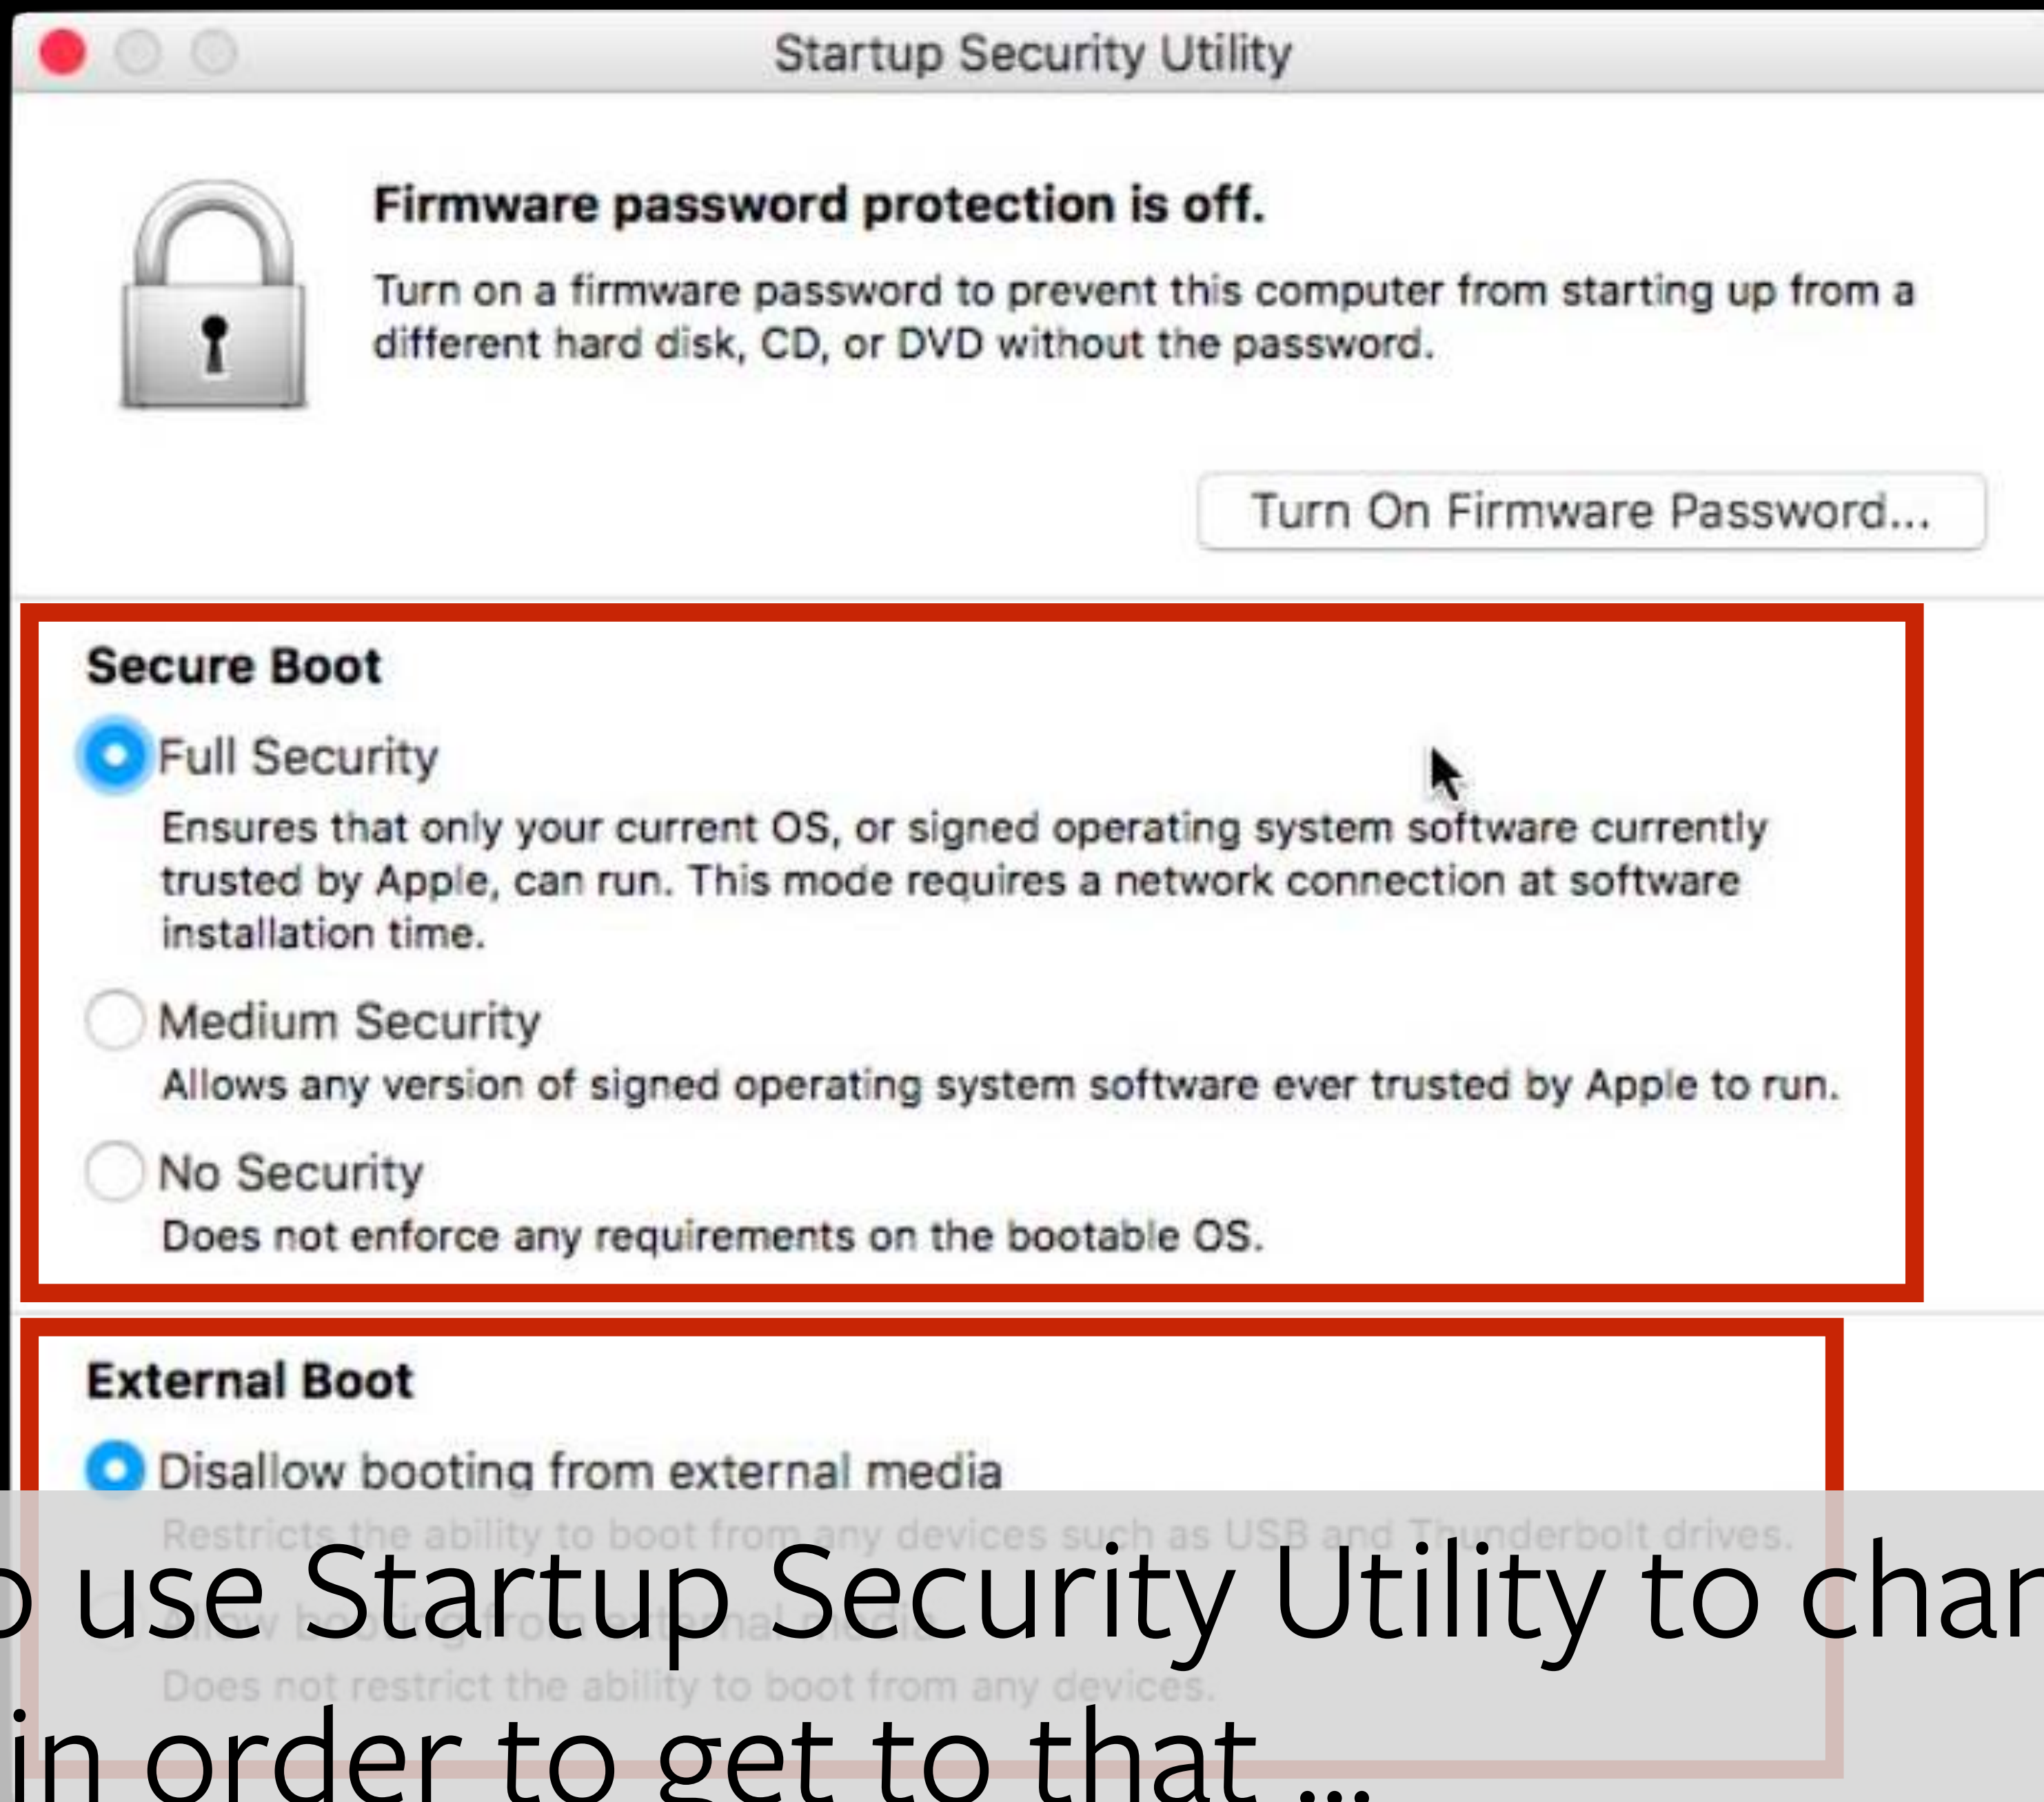 Startup Security Utility
Firmware password protection is off.
Turn on a firmware password to prevent this computer from starting up from a
different hard disk, CD, or DVD without the password.
Turn On Firmware Password...
Secure Boot
Full Security
Ensures that only your current OS, or signed operating system software currently
trusted by Apple, can run. This mode requires a network connection at software
installation time.
Medium Security
Allows any version of signed operating system software ever trusted by Apple to run.
No Security
Does not enforce any requirements on the bootable OS.
External Boot
Disallow booting from external media
Restricts the ability to boot from any devices such as USB and Thunderbolt drives.
use Startup Security Utility to
Allow booting from external media
Does not restrict the ability to boot from any devices.
in order to get to that ...